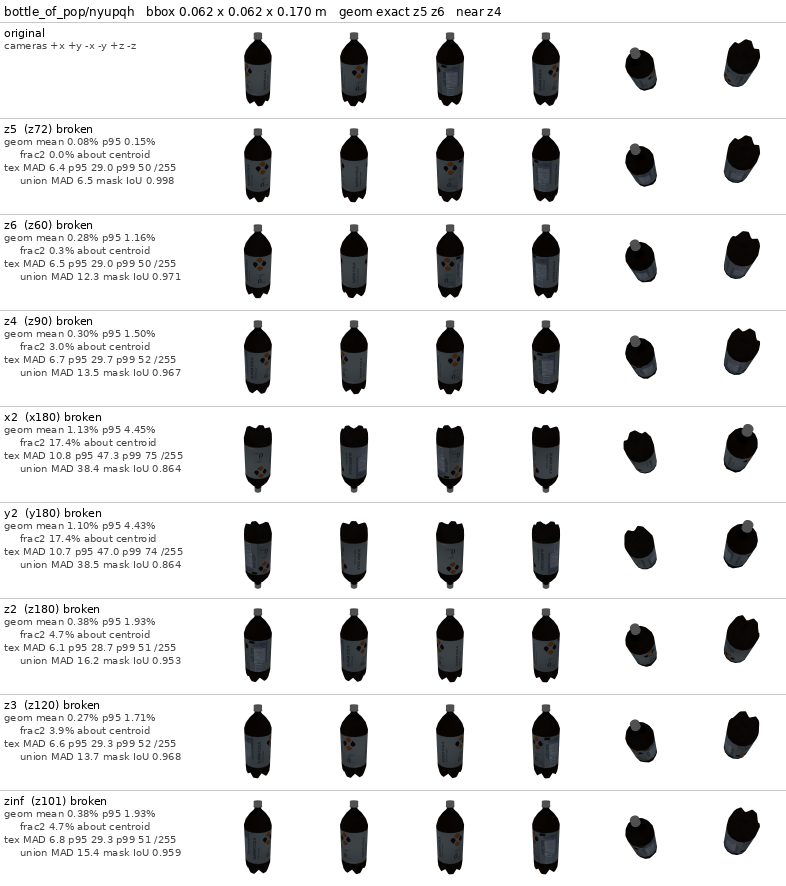 bottle_of_pop/nyupqh bbox 0.062 x 0.062 x 0.170 m geom exact z5 z6 near z4
original
cameras +x +y -x -y +z -z
z5 (z72) broken
geom mean 0.08% p95 0.15%
frac2 0.0% about centroid
tex MAD 6.4 p95 29.0 p99 50 /255
union MAD 6.5 mask IoU 0.998
z6 (z60) broken
geom mean 0.28% p95 1.16%
frac2 0.3% about centroid
tex MAD 6.5 p95 29.0 p99 50 /255
union MAD 12.3 mask IoU 0.971
z4 (z90) broken
geom mean 0.30% p95 1.50%
frac2 3.0% about centroid
tex MAD 6.7 p95 29.7 p99 52 /255
union MAD 13.5 mask IoU 0.967
x2 (x180) broken
geom mean 1.13% p95 4.45%
frac2 17.4% about centroid
tex MAD 10.8 p95 47.3 p99 75 /255
union MAD 38.4 mask IoU 0.864
y2 (y180) broken
geom mean 1.10% p95 4.43%
frac2 17.4% about centroid
tex MAD 10.7 p95 47.0 p99 74 /255
union MAD 38.5 mask IoU 0.864
z2 (z180) broken
geom mean 0.38% p95 1.93%
frac2 4.7% about centroid
tex MAD 6.1 p95 28.7 p99 51 /255
union MAD 16.2 mask IoU 0.953
z3 (z120) broken
geom mean 0.27% p95 1.71%
frac2 3.9% about centroid
tex MAD 6.6 p95 29.3 p99 52 /255
union MAD 13.7 mask IoU 0.968
zinf (z101) broken
geom mean 0.38% p95 1.93%
frac2 4.7% about centroid
tex MAD 6.8 p95 29.3 p99 51 /255
union MAD 15.4 mask IoU 0.959